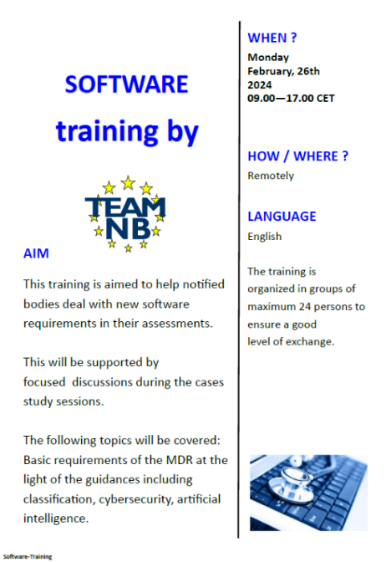 SOFTWARE
training by
TEAM
NB
AIM
This training is aimed to help notified
bodies deal with new software
requirements in their assessments.
This will be supported by
focused discussions during the cases
study sessions.
The following topics will be covered:
Basic requirements of the MDR at the
light of the guidances including
classification, cybersecurity, artificial
intelligence.
WHEN ?
Monday
February, 26th
2024
09.00—17.00 CET
HOW / WHERE ?
Remotely
LANGUAGE
English
The training is
organized in groups of
maximum 24 persons to
ensure a good
level of exchange.
Software-Training